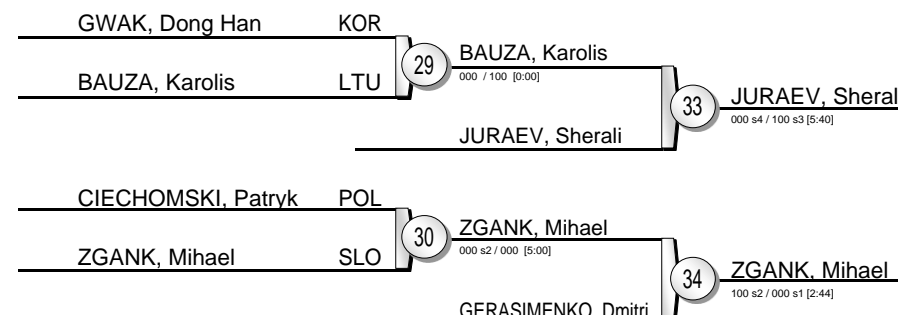 GWAK, Dong Han KOR
BAUZA, Karolis LTU
29
BAUZA, Karolis
000 / 100 [0:00]
JURAEV, Sherali
33
JURAEV, Sheral
000 s4 / 100 s3 [5:40]
CIECHOMSKI, Patryk POL
ZGANK, Mihael SLO
30
ZGANK, Mihael
000 s2 / 000 [5:00]
GERASIMENKO, Dmitri
34
ZGANK, Mihael
100 s2 / 000 s1 [2:44]